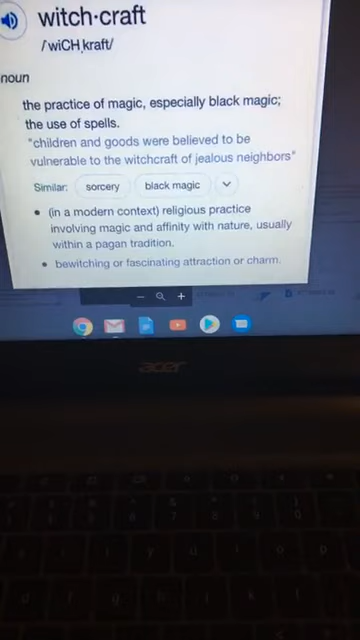 witch·craft
/ˈwiCHˌkraft/
noun
the practice of magic, especially black magic;
the use of spells.
"children and goods were believed to be
vulnerable to the witchcraft of jealous neighbors"
Similar: sorcery black magic
• (in a modern context) religious practice
involving magic and affinity with nature, usually
within a pagan tradition.
• bewitching or fascinating attraction or charm.
acer
& 7
y u i o p